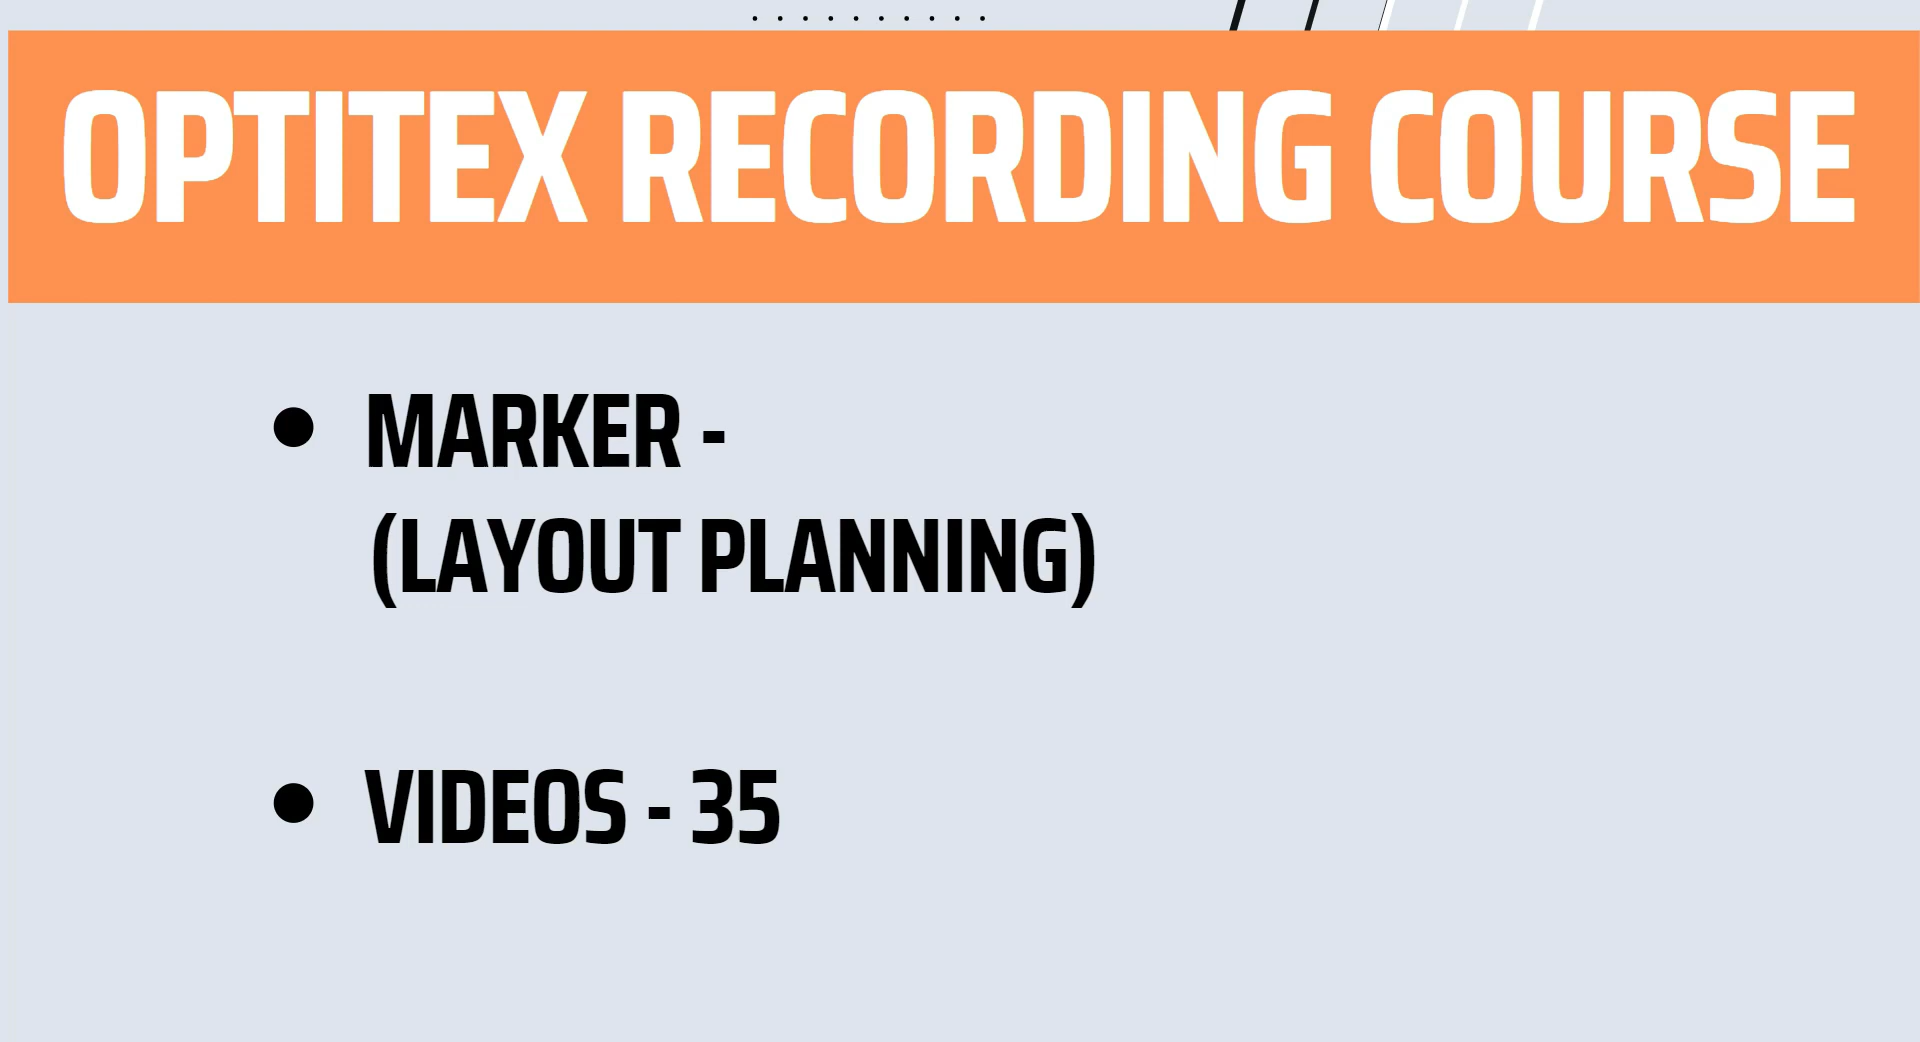 OPTITEX RECORDING COURSE
• MARKER -
(LAYOUT PLANNING)
• VIDEOS - 35